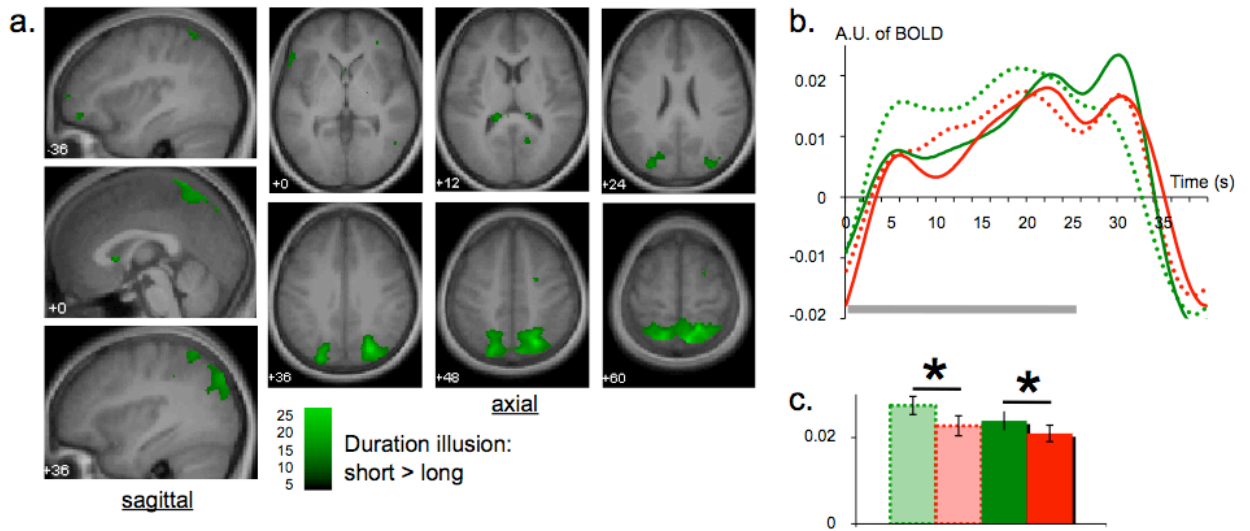 a.
-36
+0
+36
sagittal
+0
+12
+24
+36
+48
+60
axial
25
20
15
10
5
Duration illusion:
short > long
b.
A.U. of BOLD
0.02
0.01
0
-0.01
-0.02
Time (s)
0 5 10 15 20 25 30 35
c.
* *
0.02
0